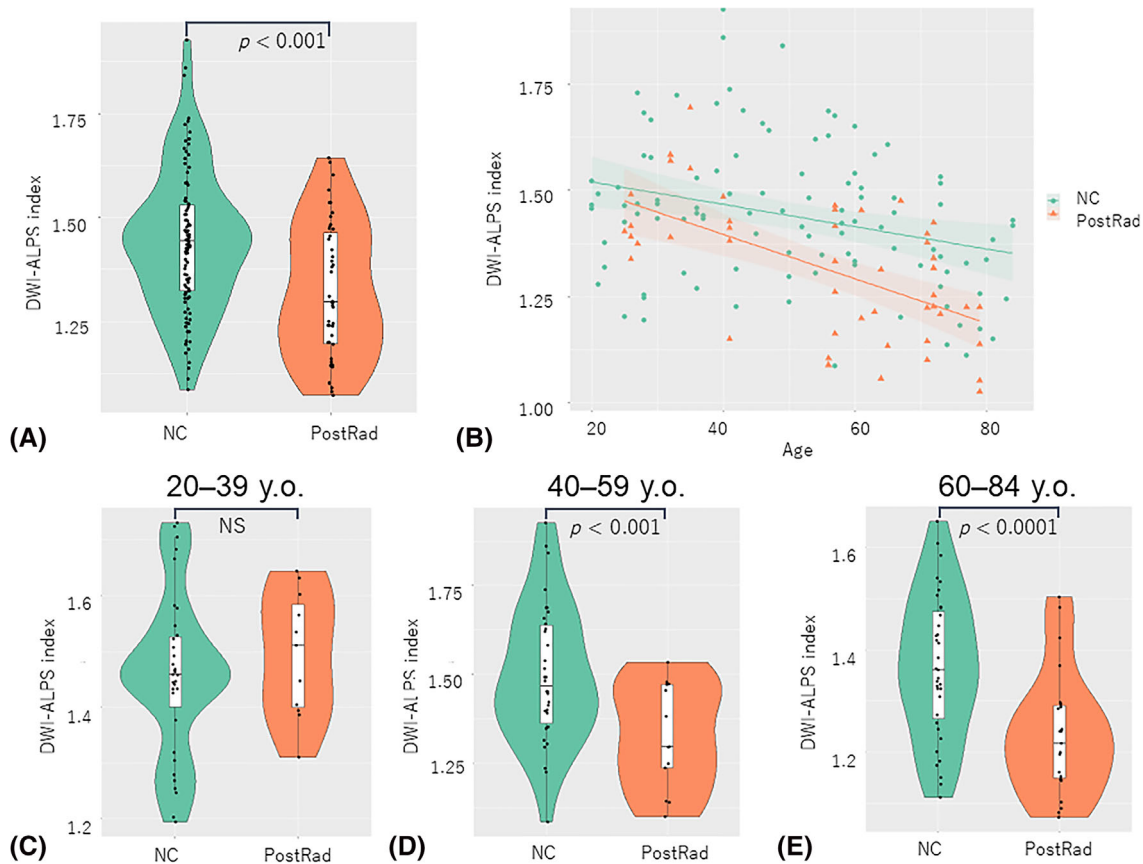 p < 0.001
1.75
1.50
1.25
DWI-ALPS index
NC
PostRad
(A)
1.75
1.50
1.25
1.00
DWI-ALPS index
20
40
60
80
Age
NC
PostRad
(B)
20–39 y.o.
NS
1.6
1.4
1.2
DWI-ALPS index
NC
PostRad
(C)
40–59 y.o.
p < 0.001
1.75
1.50
1.25
DWI-ALPS index
NC
PostRad
(D)
60–84 y.o.
p < 0.0001
1.6
1.4
1.2
DWI-ALPS index
NC
PostRad
(E)